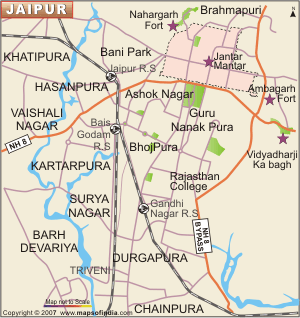 JAIPUR
Nahargarh
Fort
Brahmapuri
N
KHATIPURA
Bani Park
Jaipur R.S
Jantar
Mantar
HASANPURA
Ashok Nagar
Ambagarh
Fort
VAISHALI
NAGAR
Guru
Nanak Pura
Bais
Godam
R.S
NH 8
BhojPura
Vidyadharji
Ka bagh
KARTARPURA
Rajasthan
College
SURYA
NAGAR
Gandhi
Nagar R.S
NH 8
BYPASS
BARH
DEVARIYA
DURGAPURA
TRIVENI
Map not to Scale
CHAINPURA
Copyright © 2007 www.mapsofindia.com